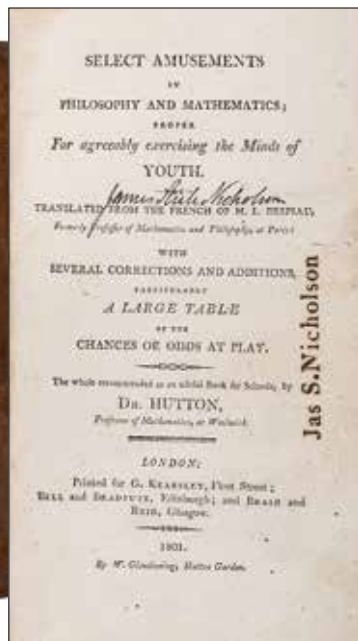 SELECT AMUSEMENTS
IN
PHILOSOPHY AND MATHEMATICS;
PROPER
For agreeably exercising the Minds of
YOUTH.
James Nicholson
TRANSLATED FROM THE FRENCH OF M. L. DESPIAU,
Formerly Professor of Mathematics and Philosophy, at Paris:
WITH
SEVERAL CORRECTIONS AND ADDITIONS,
PARTICULARLY
A LARGE TABLE
OF THE
CHANCES OR ODDS AT PLAY.
The whole recommended as an useful Book for Schools, by
DR. HUTTON,
Professor of Mathematics, at Woolwich.
LONDON:
Printed for G. KEARSLEY, Fleet Street;
BELL and BRADFUTE, Edinburgh; and BRASH and
REID, Glasgow.
1801.
By W. Glendinning, Hatton Garden.
Jas S. Nicholson